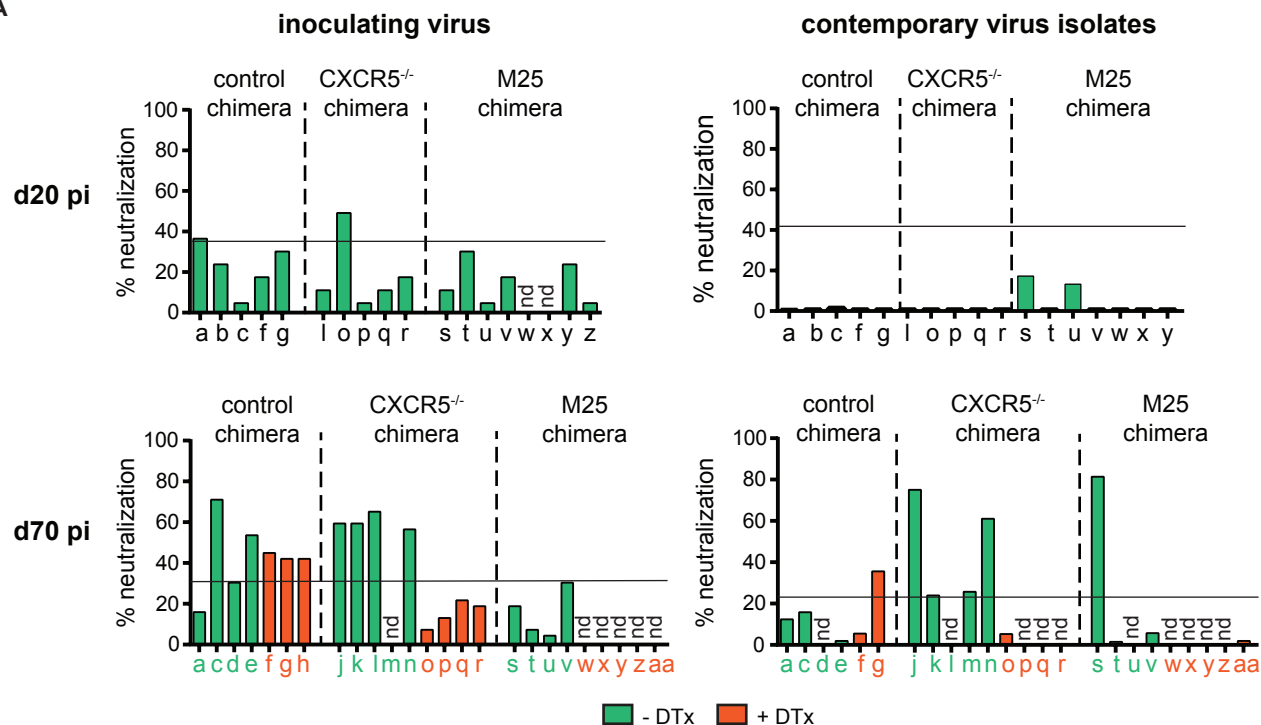 A
inoculating virus
contemporary virus isolates
control chimera
CXCR5-/- chimera
M25 chimera
control chimera
CXCR5-/- chimera
M25 chimera
d20 pi
% neutralization
100
80
60
40
20
0
nd nd
a b c f g l o p q r s t u v w x y z
% neutralization
100
80
60
40
20
0
a b c f g l o p q r s t u v w x y
control chimera
CXCR5-/- chimera
M25 chimera
control chimera
CXCR5-/- chimera
M25 chimera
d70 pi
% neutralization
100
80
60
40
20
0
nd nd nd nd nd nd
a c d e f g h j k l m n o p q r s t u v w x y z aa
% neutralization
100
80
60
40
20
0
nd nd nd nd nd nd nd nd nd
a c d e f g j k l m n o p q r s t u v w x y z aa
- DTx + DTx